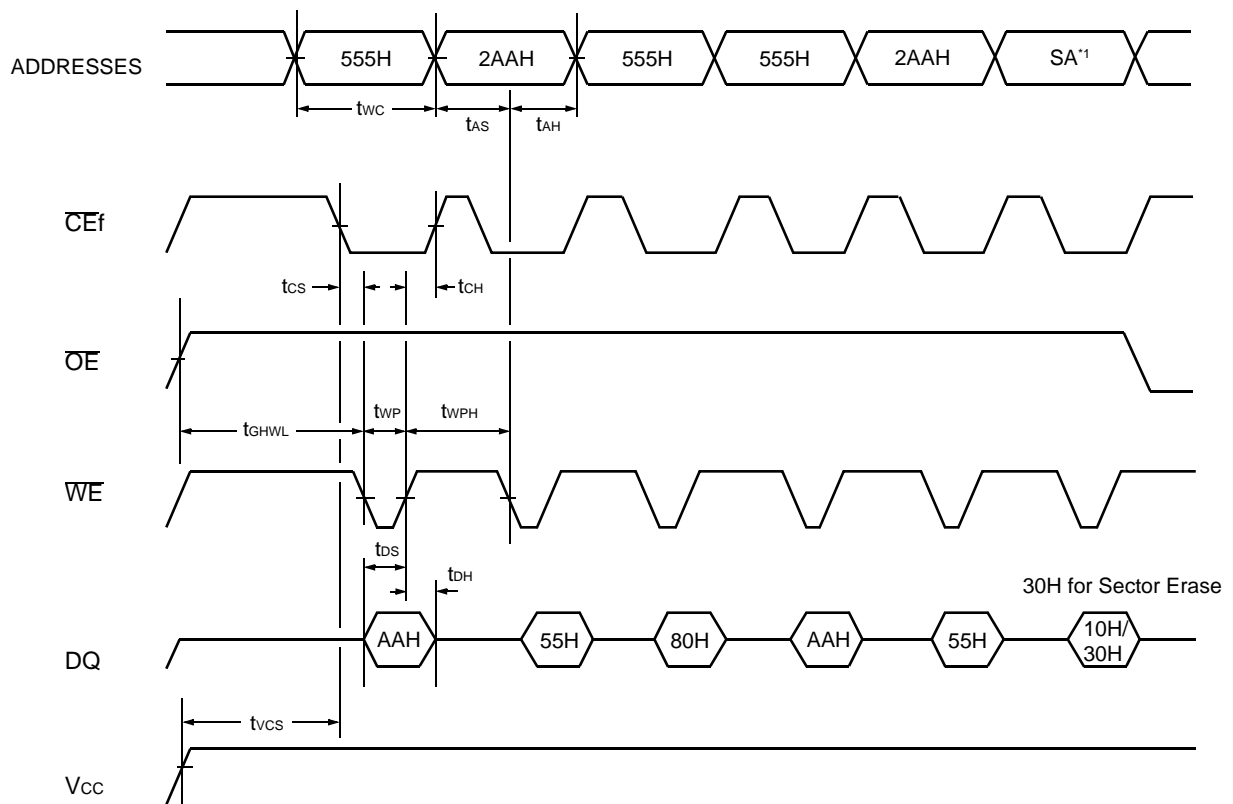 ADDRESSES 555H 2AAH 555H 555H 2AAH SA*1
tWC tAS tAH
CEf
tCS tCH
OE
tGHWL tWP tWPH
WE
tDS
tDH
30H for Sector Erase
DQ AAH 55H 80H AAH 55H 10H/
30H
tVCS
VCC